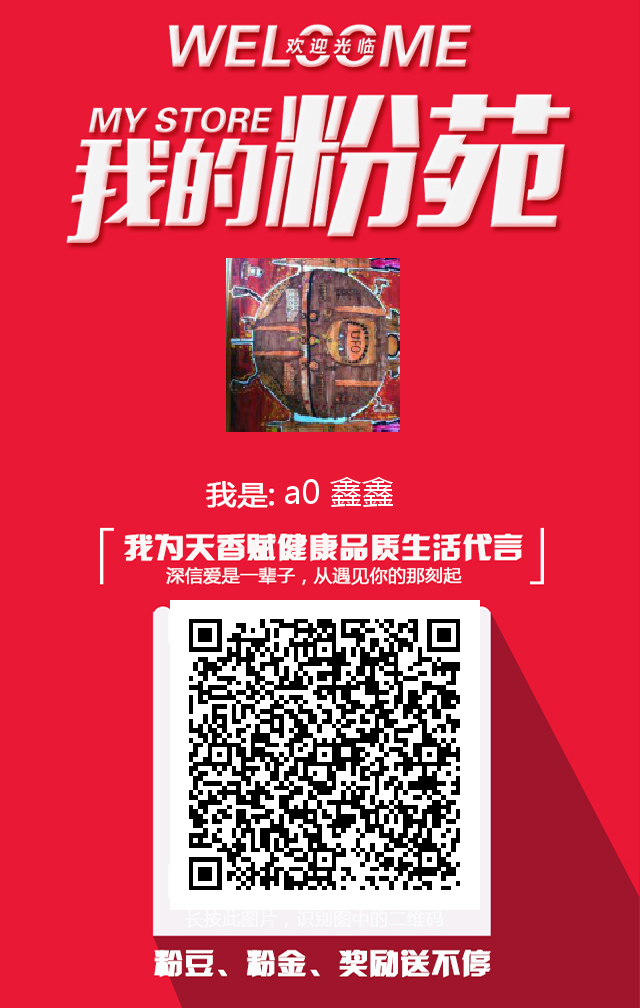 WELCOME
欢迎光临
MY STORE
我的粉苑
UFO
我是: a0 鑫鑫
我为天香赋健康品质生活代言
深信爱是一辈子，从遇见你的那刻起
长按此图片，识别图中的二维码
粉豆、粉金、奖励送不停